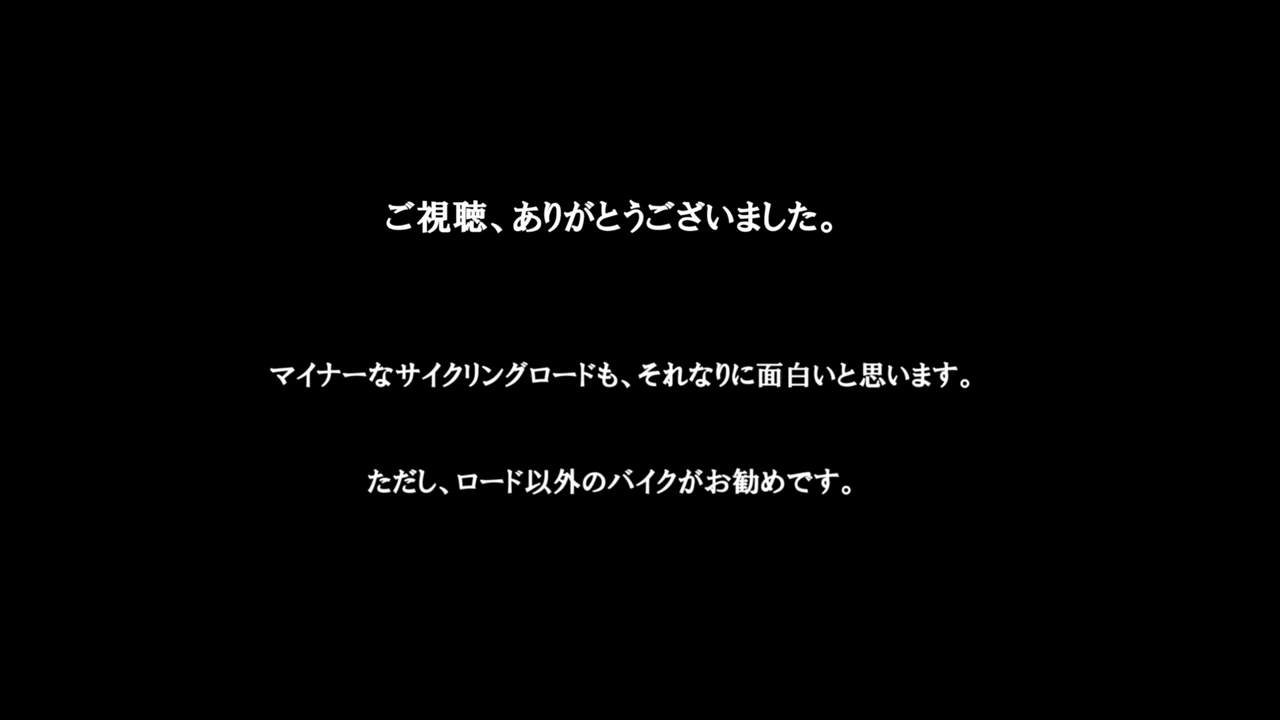 ご視聴、ありがとうございました。
マイナーなサイクリングロードも、それなりに面白いと思います。
ただし、ロード以外のバイクがお勧めです。